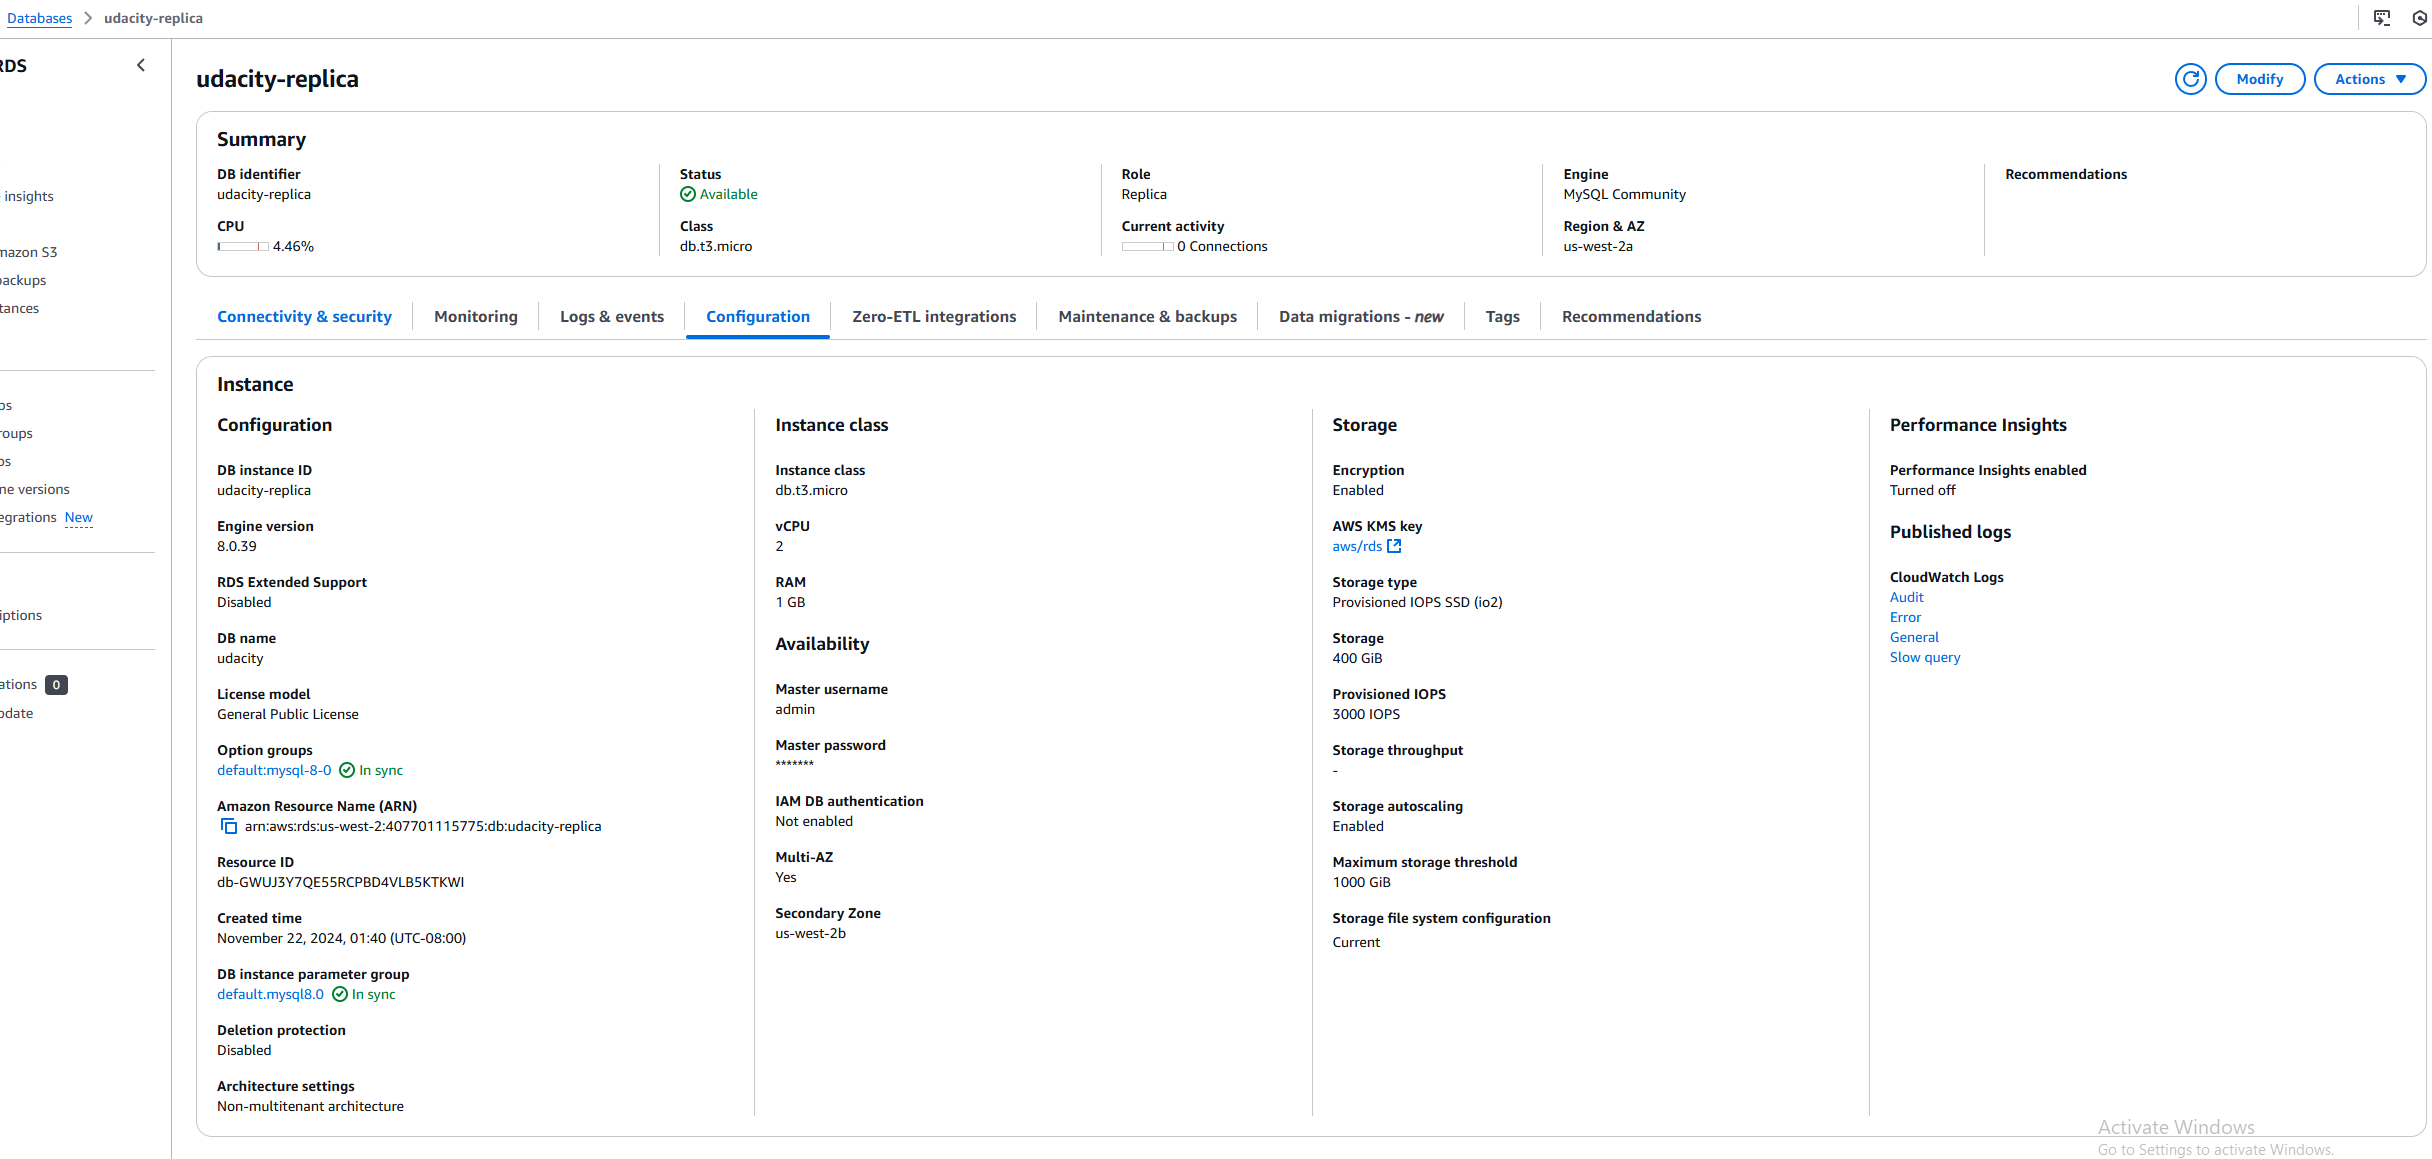 Databases > udacity-replica
RDS
udacity-replica
Modify
Actions
Summary
DB identifier
udacity-replica
CPU
4.46%
Status
Available
Class
db.t3.micro
Role
Replica
Current activity
0 Connections
Engine
MySQL Community
Region & AZ
us-west-2a
Recommendations
insights
mazon S3
backups
tances
ps
roups
ps
ne versions
egrations New
iptions
ations 0
pdate
Connectivity & security
Monitoring
Logs & events
Configuration
Zero-ETL integrations
Maintenance & backups
Data migrations - new
Tags
Recommendations
Instance
Configuration
DB instance ID
udacity-replica
Engine version
8.0.39
RDS Extended Support
Disabled
DB name
udacity
License model
General Public License
Option groups
default:mysql-8-0 In sync
Amazon Resource Name (ARN)
arn:aws:rds:us-west-2:407701115775:db:udacity-replica
Resource ID
db-GWUJ3Y7QE55RCPBD4VLB5KTKWI
Created time
November 22, 2024, 01:40 (UTC-08:00)
DB instance parameter group
default.mysql8.0 In sync
Deletion protection
Disabled
Architecture settings
Non-multitenant architecture
Instance class
Instance class
db.t3.micro
vCPU
2
RAM
1 GB
Availability
Master username
admin
Master password
*******
IAM DB authentication
Not enabled
Multi-AZ
Yes
Secondary Zone
us-west-2b
Storage
Encryption
Enabled
AWS KMS key
aws/rds
Storage type
Provisioned IOPS SSD (io2)
Storage
400 GiB
Provisioned IOPS
3000 IOPS
Storage throughput
-
Storage autoscaling
Enabled
Maximum storage threshold
1000 GiB
Storage file system configuration
Current
Performance Insights
Performance Insights enabled
Turned off
Published logs
CloudWatch Logs
Audit
Error
General
Slow query
Activate Windows
Go to Settings to activate Windows.